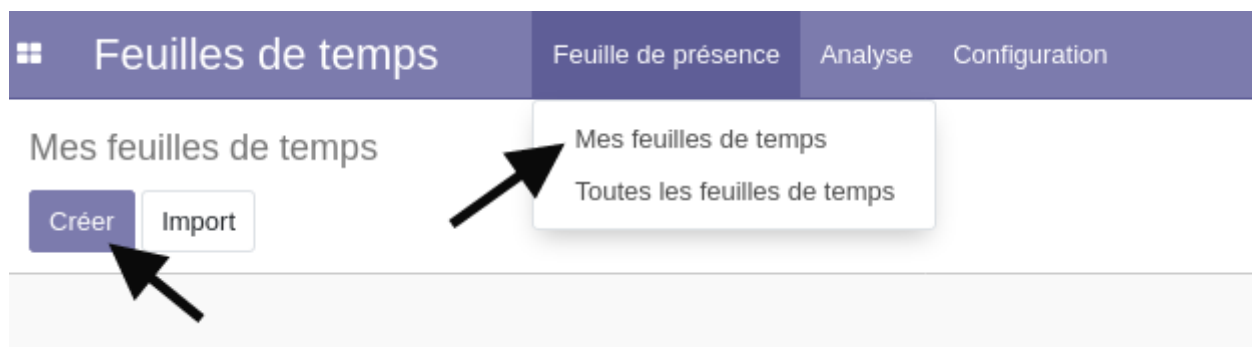 Feuilles de temps
Feuille de présence Analyse Configuration
Mes feuilles de temps
Mes feuilles de temps
Toutes les feuilles de temps
Créer Import